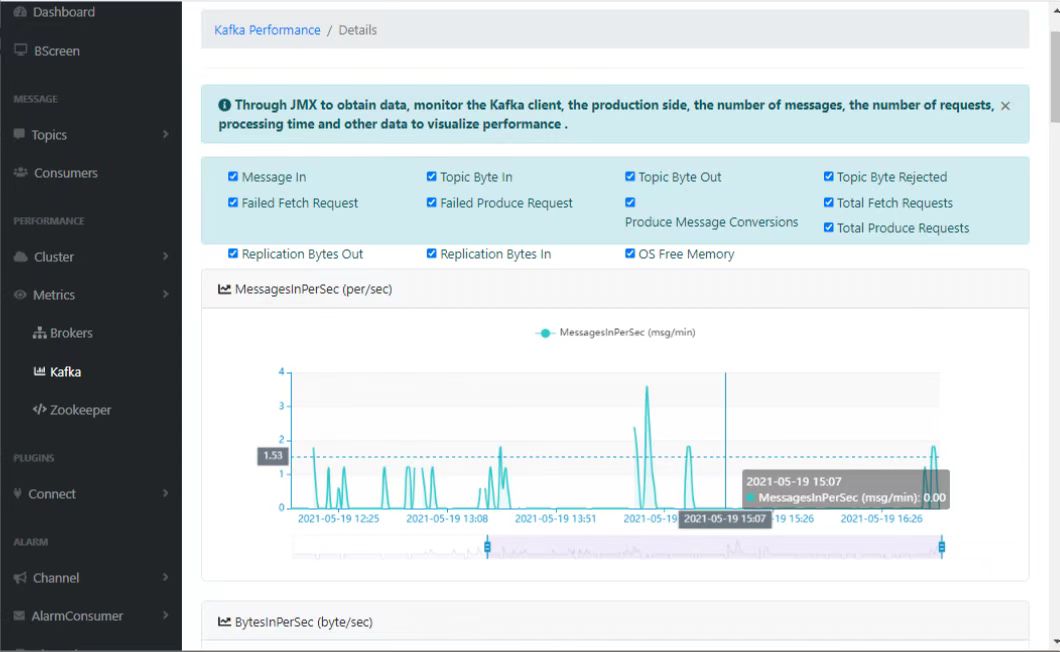 Dashboard
BScreen
MESSAGE
Topics
Consumers
PERFORMANCE
Cluster
Metrics
Brokers
Kafka
Zookeeper
PLUGINS
Connect
ALARM
Channel
AlarmConsumer
Kafka Performance / Details
Through JMX to obtain data, monitor the Kafka client, the production side, the number of messages, the number of requests,
processing time and other data to visualize performance .
Message In Topic Byte In Topic Byte Out Topic Byte Rejected
Failed Fetch Request Failed Produce Request Produce Message Conversions Total Fetch Requests
Total Produce Requests
Replication Bytes Out Replication Bytes In OS Free Memory
MessagesInPerSec (per/sec)
MessagesInPerSec (msg/min)
4
3
2
1.53
1
0
2021-05-19 15:07
MessagesInPerSec (msg/min): 0.00
2021-05-19 12:25 2021-05-19 13:08 2021-05-19 13:51 2021-05-19 2021-05-19 15:07 19 15:26 2021-05-19 16:26
BytesInPerSec (byte/sec)